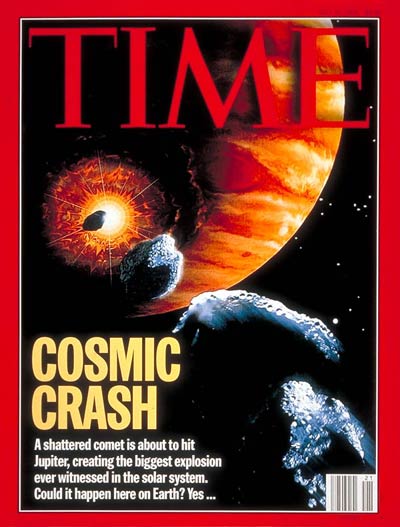 TIME
COSMIC
CRASH
A shattered comet is about to hit
Jupiter, creating the biggest explosion
ever witnessed in the solar system.
Could it happen here on Earth? Yes ...
21